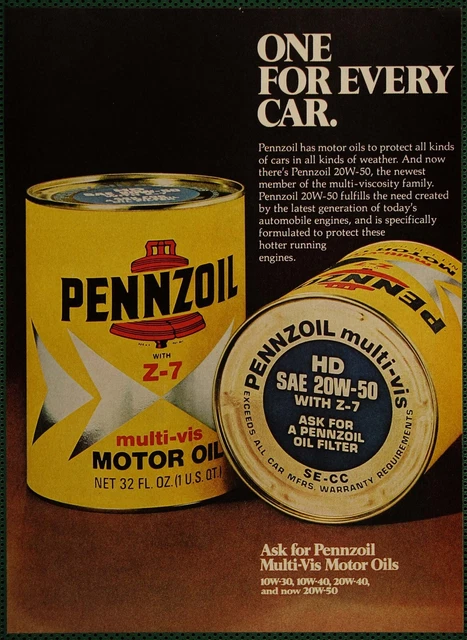 ONE
FOR EVERY
CAR.
Pennzoil has motor oils to protect all kinds
of cars in all kinds of weather. And now
there's Pennzoil 20W-50, the newest
member of the multi-viscosity family.
Pennzoil 20W-50 fulfills the need created
by the latest generation of today's
automobile engines, and is specifically
formulated to protect these
hotter running
engines.
PENNZOIL
WITH
Z-7
multi-vis
MOTOR OIL
NET 32 FL. OZ. (1 U.S. QT.)
PENNZOIL multi-vis
HD
SAE 20W-50
WITH Z-7
ASK FOR
A PENNZOIL
OIL FILTER
SE-CC
EXCEEDS ALL CAR MFRS. WARRANTY REQUIREMENTS
PENN
Ask for Pennzoil
Multi-Vis Motor Oils
10W-30, 10W-40, 20W-40,
and now 20W-50